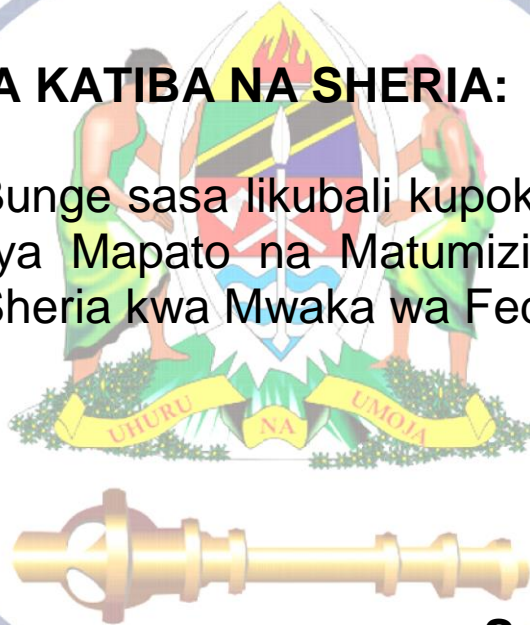 A KATIBA NA SHERIA:
Bunge sasa likubali kupok
ya Mapato na Matumizi
Sheria kwa Mwaka wa Fed
UHURU NA UMOJA